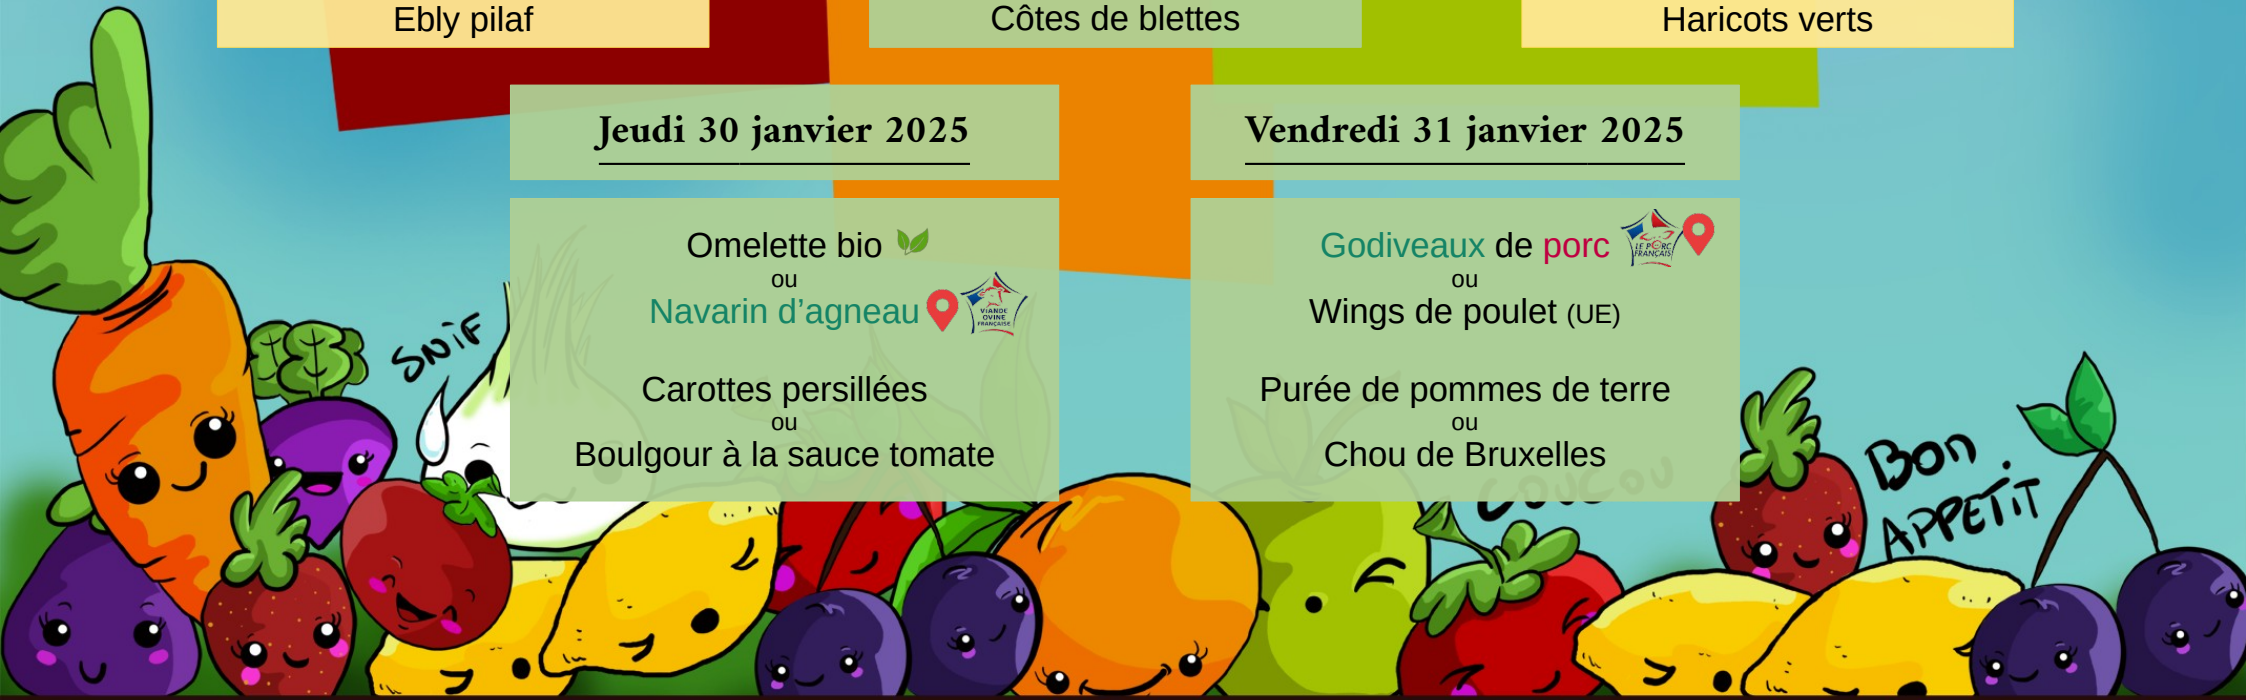 Ebly pilaf
Côtes de blettes
Haricots verts
Jeudi 30 janvier 2025
Omelette bio
ou
Navarin d’agneau
VIANDE
OVINE
FRANÇAISE
Carottes persillées
ou
Boulgour à la sauce tomate
Vendredi 31 janvier 2025
Godiveaux de porc
LE PORC
FRANÇAIS
ou
Wings de poulet (UE)
Purée de pommes de terre
ou
Chou de Bruxelles
SNiF
COUCOU
Bon
APPETiT